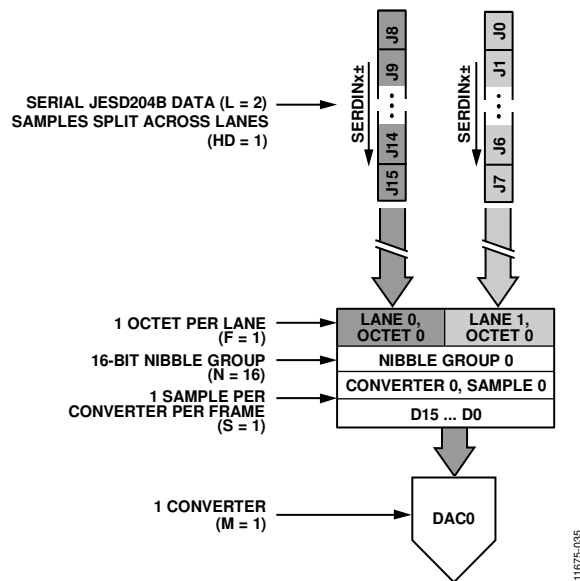 J8
J9
J14
J15
SERDINx±
J0
J1
J6
J7
SERDINx±
SERIAL JESD204B DATA (L = 2)
SAMPLES SPLIT ACROSS LANES
(HD = 1)
1 OCTET PER LANE
(F = 1)
LANE 0,
OCTET 0
LANE 1,
OCTET 0
16-BIT NIBBLE GROUP
(N = 16)
NIBBLE GROUP 0
1 SAMPLE PER
CONVERTER PER FRAME
(S = 1)
CONVERTER 0, SAMPLE 0
D15 ... D0
1 CONVERTER
(M = 1)
DAC0
11675-035